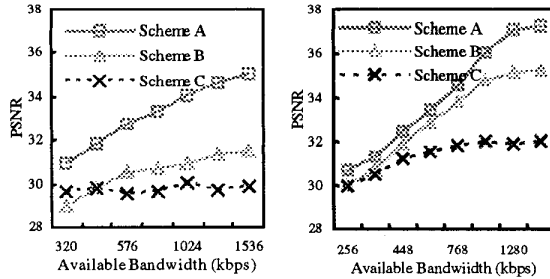 38
36
34
32
30
28
PSNR
Scheme A
Scheme B
Scheme C
320 576 1024 1536
Available Bandwidth (kbps)
38
36
34
32
30
28
PSNR
Scheme A
Scheme B
Scheme C
256 448 768 1280
Available Bandwiidth (kbps)